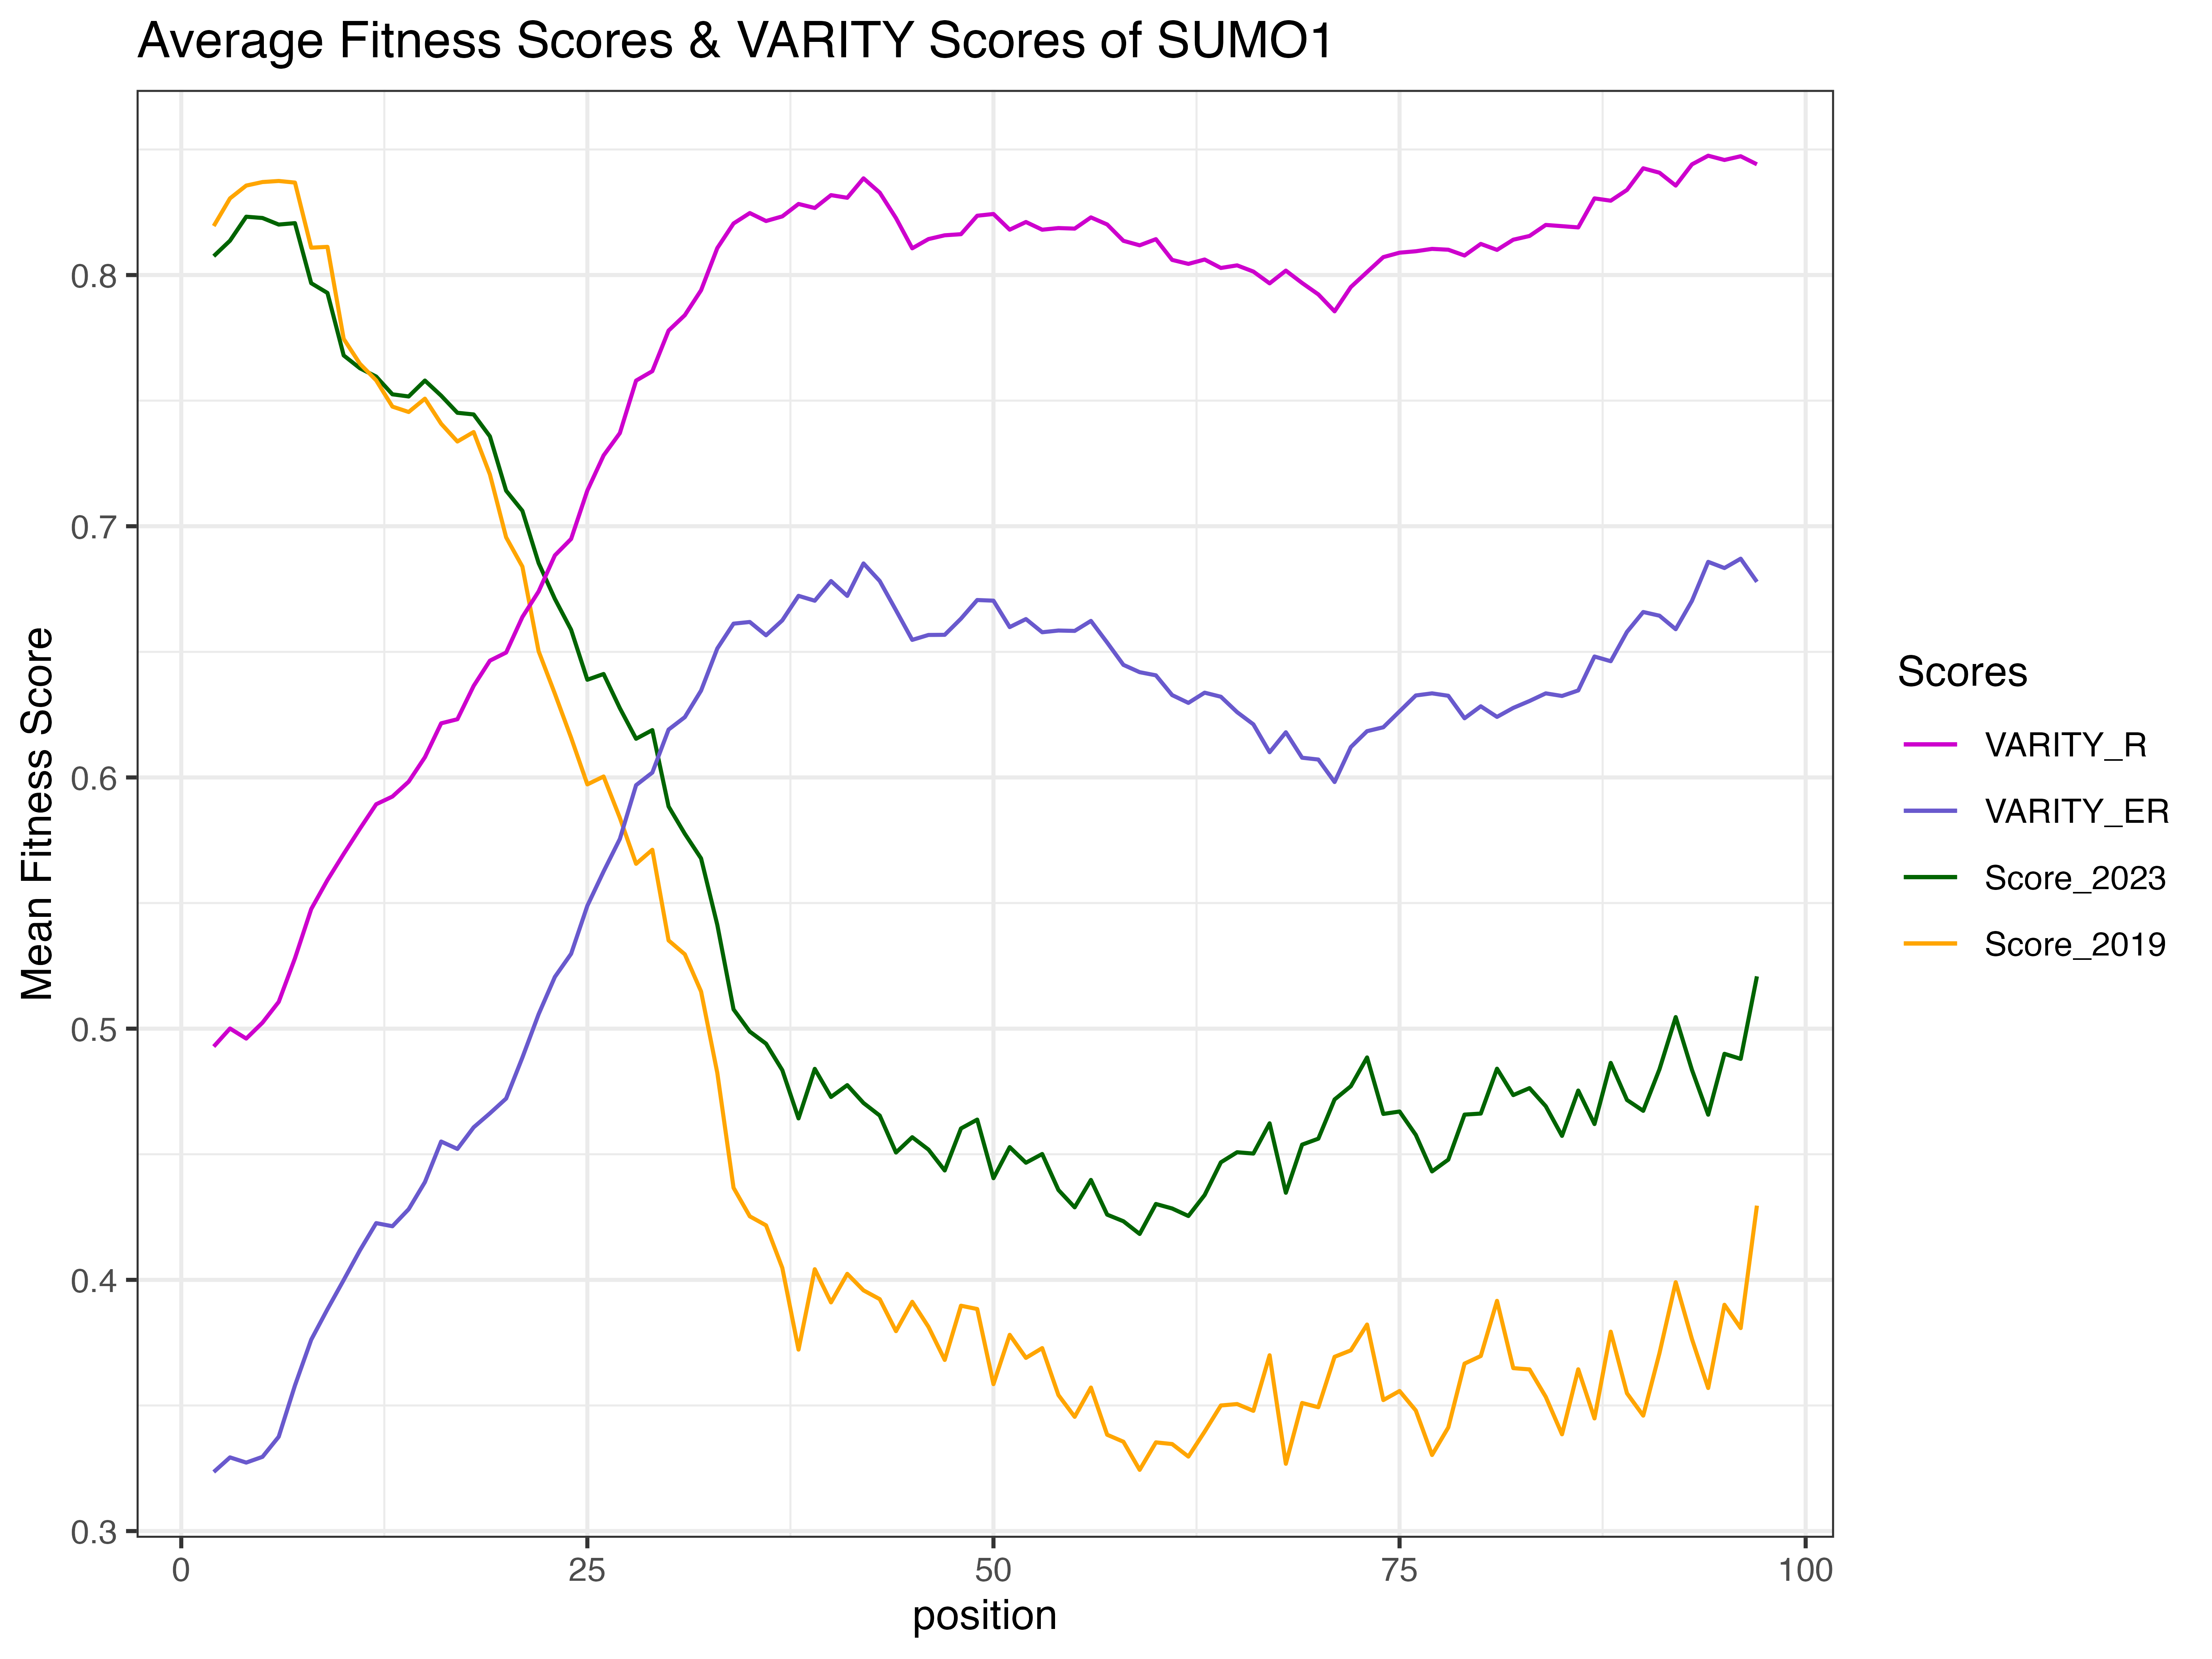 Average Fitness Scores & VARITY Scores of SUMO1
Mean Fitness Score
0.8
0.7
0.6
0.5
0.4
0.3
0 25 50 75 100
position
Scores
VARITY_R
VARITY_ER
Score_2023
Score_2019